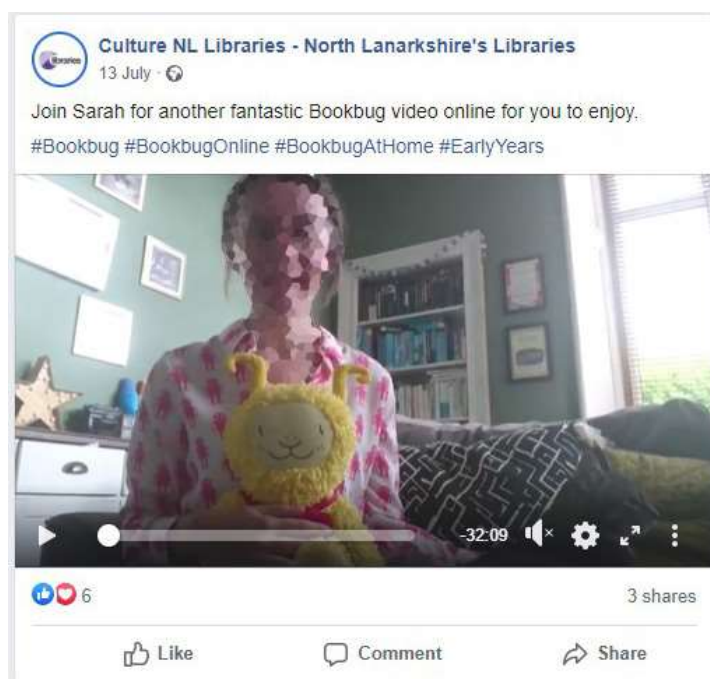 Culture NL Libraries - North Lanarkshire's Libraries
13 July
Join Sarah for another fantastic Bookbug video online for you to enjoy.
#Bookbug #BookbugOnline #BookbugAtHome #EarlyYears
-32:09
6
3 shares
Like
Comment
Share